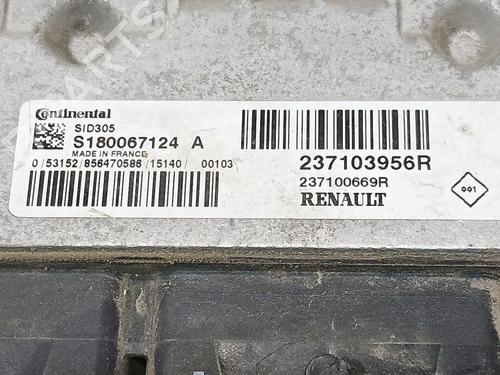 Continental
SID305
S180067124 A
MADE IN FRANCE
0 / 53152 / 856470586 / 15140 / 00103
237103956R
237100669R
RENAULT
001